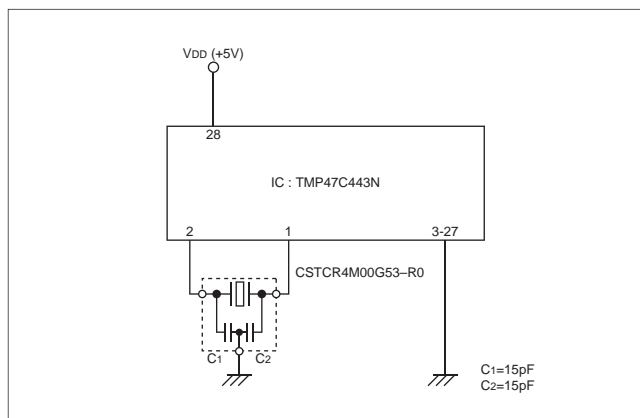 VDD (+5V)
28
IC : TMP47C443N
2 1 3-27
CSTCR4M00G53–R0
C1 C2
C1=15pF
C2=15pF